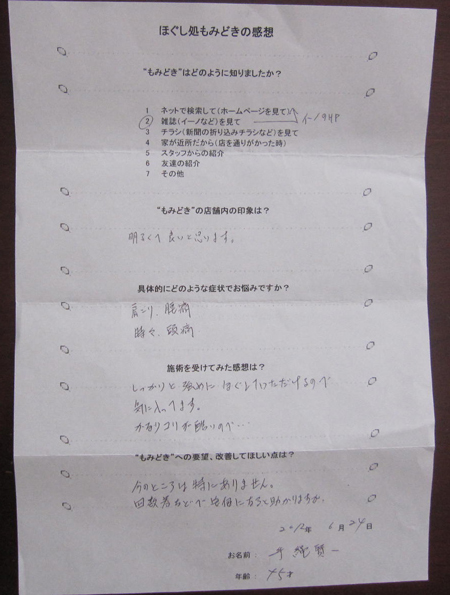 ほぐし処もみどきの感想
"もみどき"はどのように知りましたか？
1 ネットで検索して(ホームページを見て)
2 雑誌(イーノなど)を見て イーノHP
3 チラシ(新聞の折り込みチラシなど)を見て
4 家が近所だから(店を通りがかった時)
5 スタッフからの紹介
6 友達の紹介
7 その他
"もみどき"の店舗内の印象は？
明るくて良いと思います。
具体的にどのような症状でお悩みですか？
肩こり、腰痛
時々、頭痛
施術を受けてみた感想は？
しっかりと強めにほぐしていただけるので
気に入ってます。
かなりコリが酷いので…
"もみどき"への要望、改善してほしい点は？
今のところは特にありません。
回数券などで安価になると助かりますが。
2012年 6月24日
お名前：
年齢： 45才